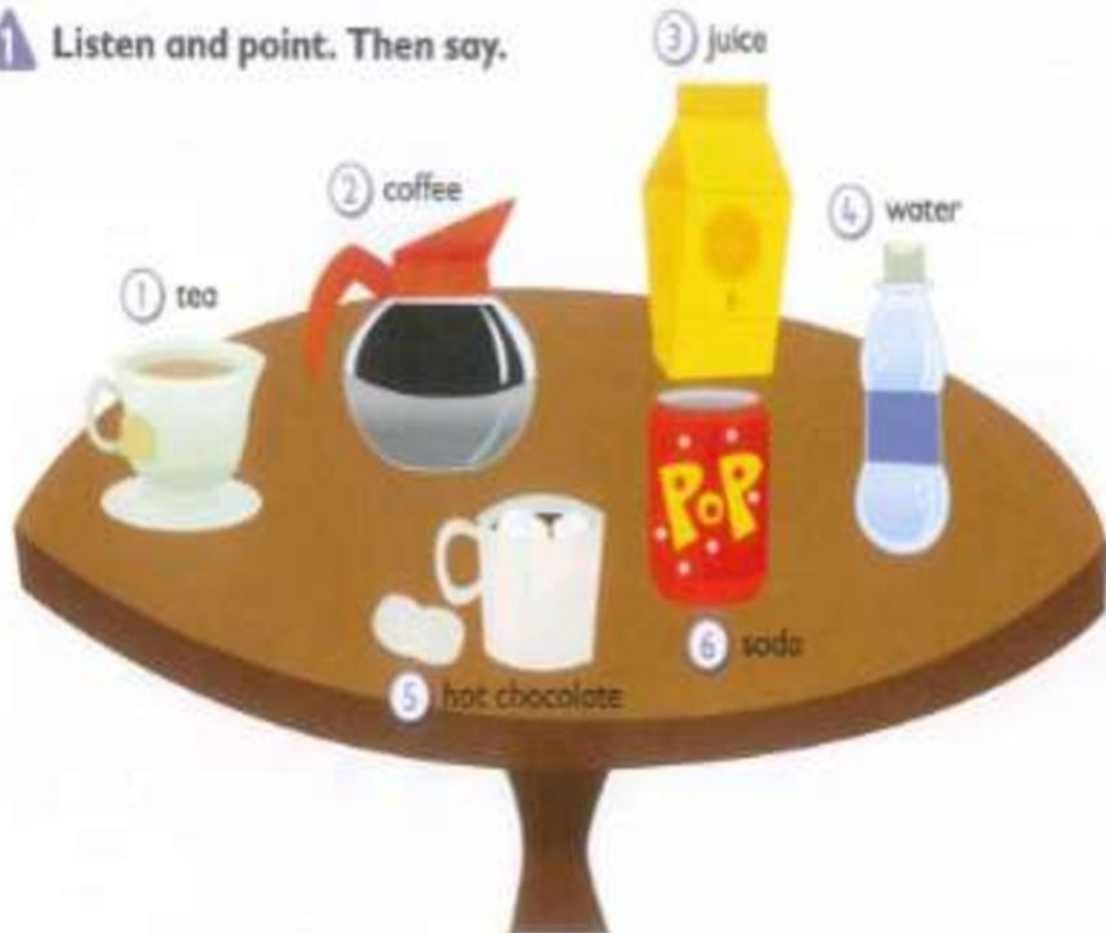 1 Listen and point. Then say.
3 juice
2 coffee
4 water
1 tea
POP
6 soda
5 hot chocolate